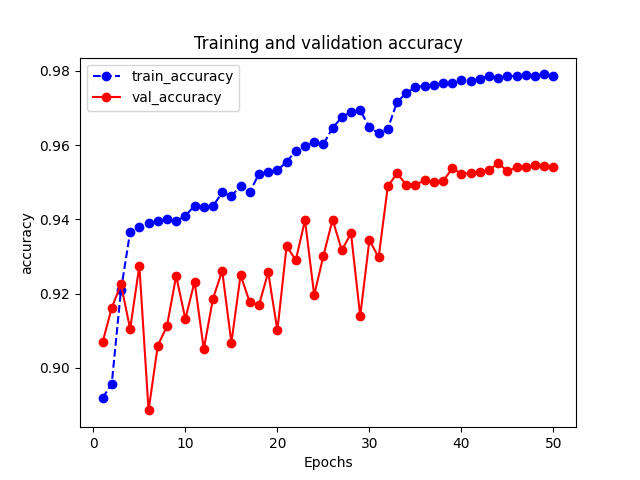 Training and validation accuracy
train_accuracy
val_accuracy
accuracy
0.98
0.96
0.94
0.92
0.90
0 10 20 30 40 50
Epochs